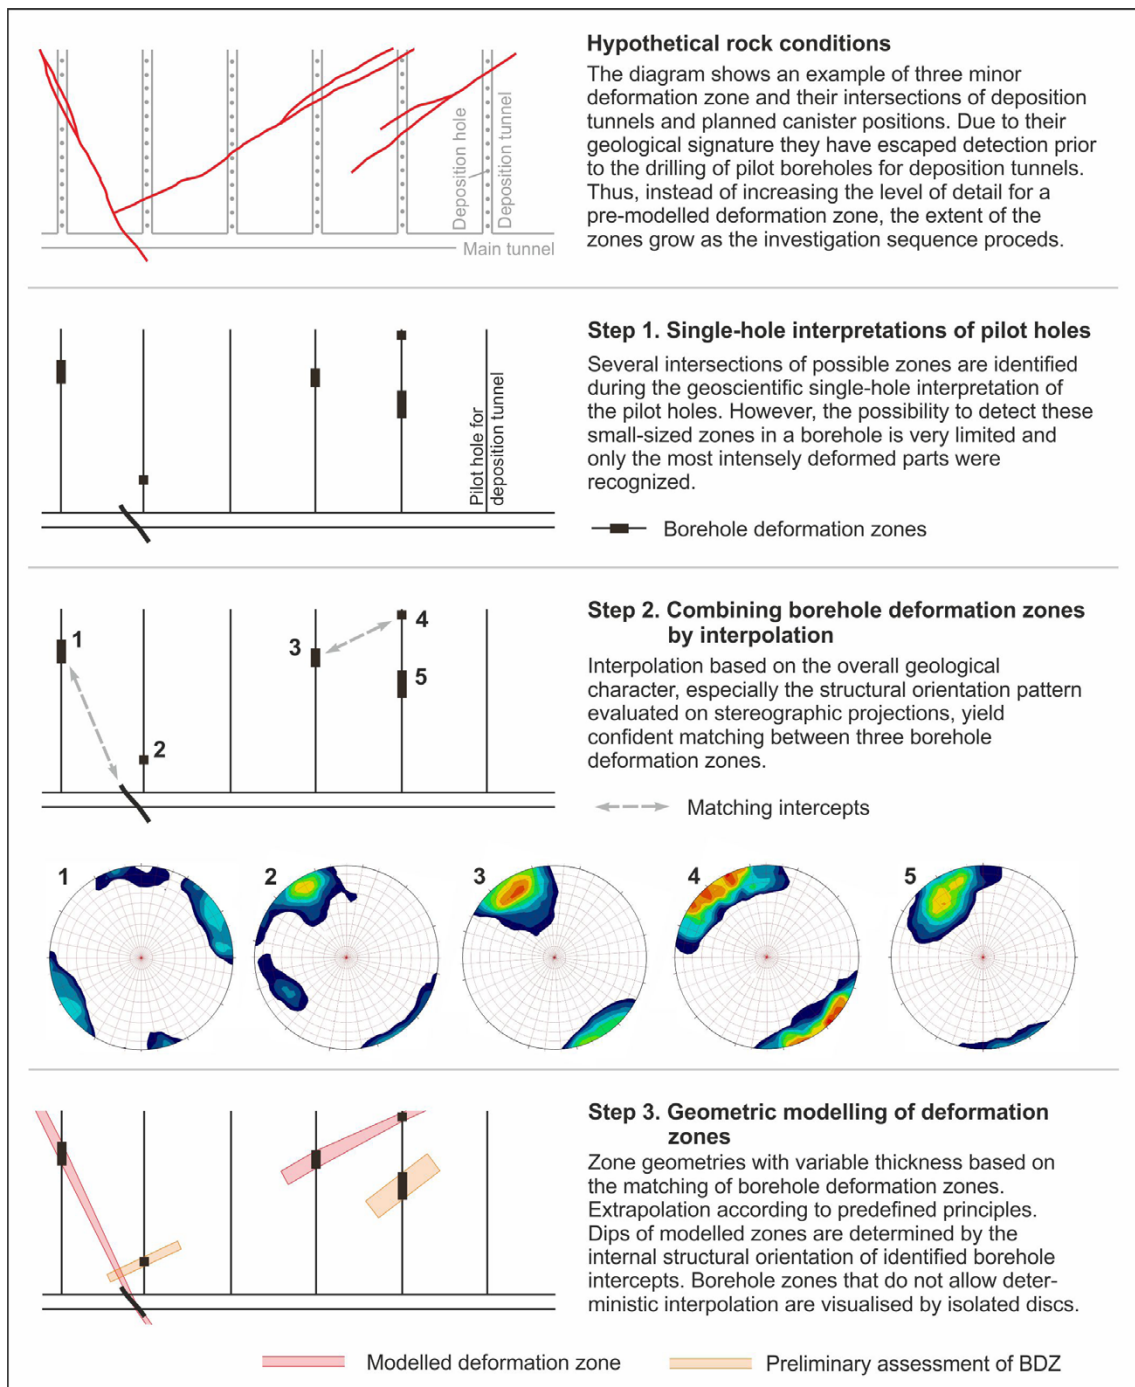 Hypothetical rock conditions
The diagram shows an example of three minor
deformation zone and their intersections of deposition
tunnels and planned canister positions. Due to their
geological signature they have escaped detection prior
to the drilling of pilot boreholes for deposition tunnels.
Thus, instead of increasing the level of detail for a
pre-modelled deformation zone, the extent of the
zones grow as the investigation sequence proceds.
Deposition hole
Deposition tunnel
Main tunnel
Step 1. Single-hole interpretations of pilot holes
Several intersections of possible zones are identified
during the geoscientific single-hole interpretation of
the pilot holes. However, the possibility to detect these
small-sized zones in a borehole is very limited and
only the most intensely deformed parts were
recognized.
Borehole deformation zones
Pilot hole for
deposition tunnel
Step 2. Combining borehole deformation zones
by interpolation
Interpolation based on the overall geological
character, especially the structural orientation pattern
evaluated on stereographic projections, yield
confident matching between three borehole
deformation zones.
Matching intercepts
1
2
3
4
5
1
2
3
4
5
Step 3. Geometric modelling of deformation
zones
Zone geometries with variable thickness based on
the matching of borehole deformation zones.
Extrapolation according to predefined principles.
Dips of modelled zones are determined by the
internal structural orientation of identified borehole
intercepts. Borehole zones that do not allow deter-
ministic interpolation are visualised by isolated discs.
Modelled deformation zone
Preliminary assessment of BDZ